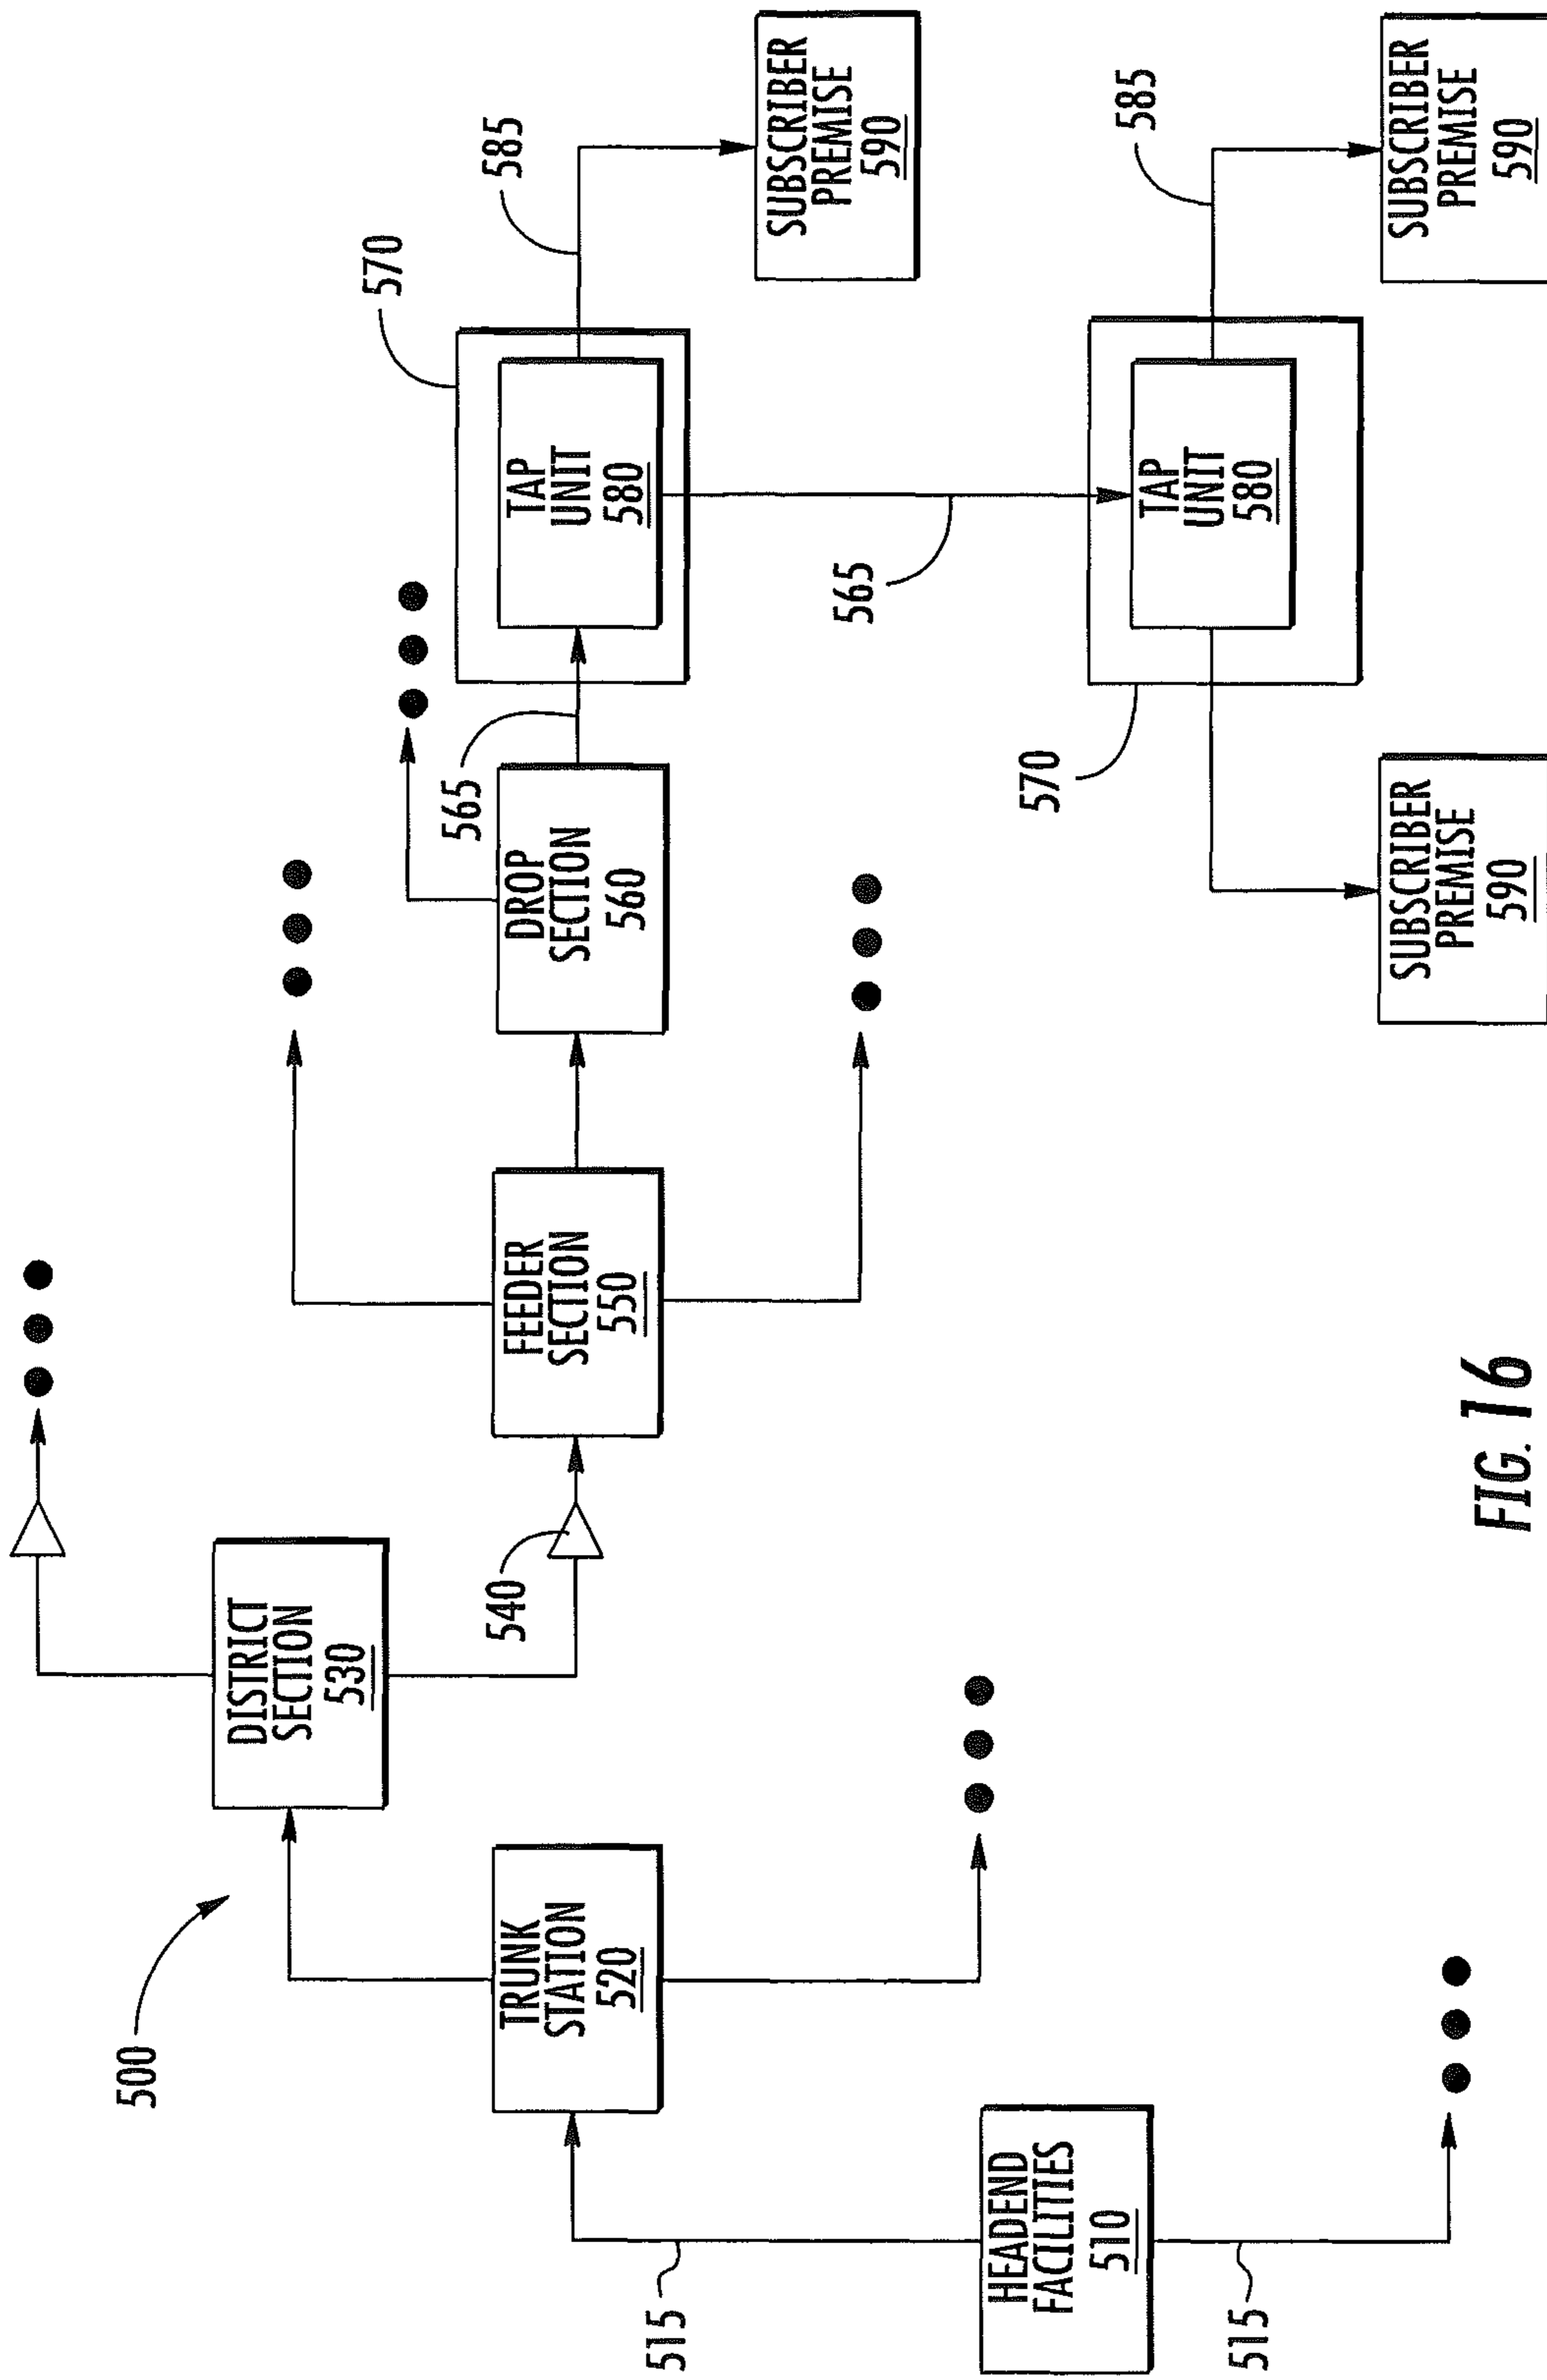 500
DISTRICT
SECTION
530
540
TRUNK
STATION
520
515
HEADEND
FACILITIES
510
515
FEEDER
SECTION
550
DROP
SECTION
560
565
570
TAP
UNIT
580
585
SUBSCRIBER
PREMISE
590
565
570
TAP
UNIT
580
585
SUBSCRIBER
PREMISE
590
SUBSCRIBER
PREMISE
590
FIG. 16